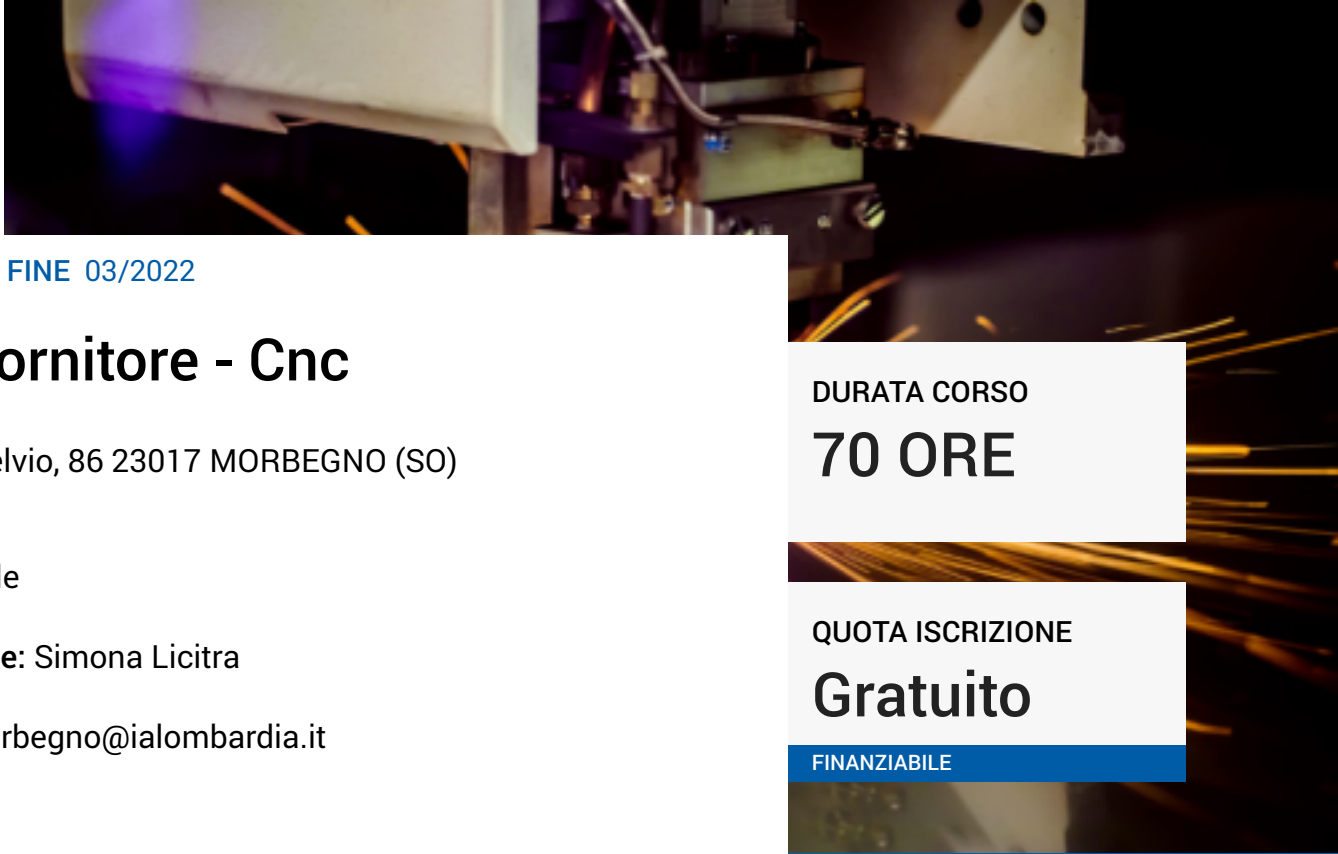 FINE 03/2022
ornitore - Cnc
elvio, 86 23017 MORBEGNO (SO)
le
e: Simona Licitra
rbegno@ialombardia.it
DURATA CORSO
70 ORE
QUOTA ISCRIZIONE
Gratuito
FINANZIABILE